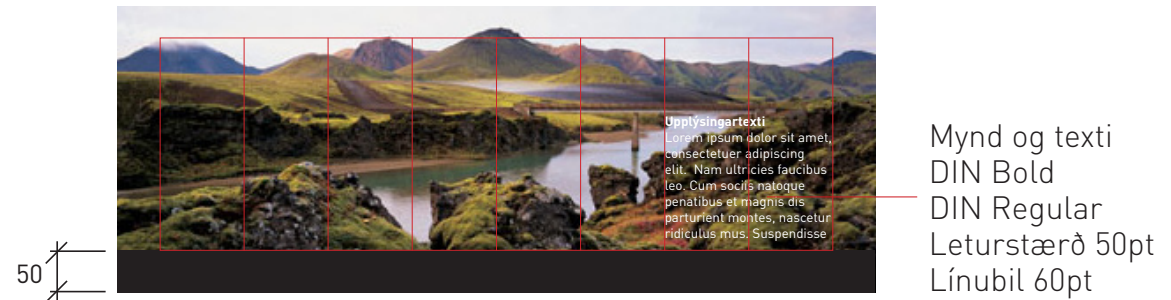 Upplýsingartexti
Lorem ipsum dolor sit amet,
consectetuer adipiscing
elit.  Nam ultricies faucibus
leo. Cum sociis natoque
penatibus et magnis dis
parturient montes, nascetur
ridiculus mus. Suspendisse
Mynd og texti
DIN Bold
DIN Regular
Leturstærð 50pt
Línubil 60pt
50